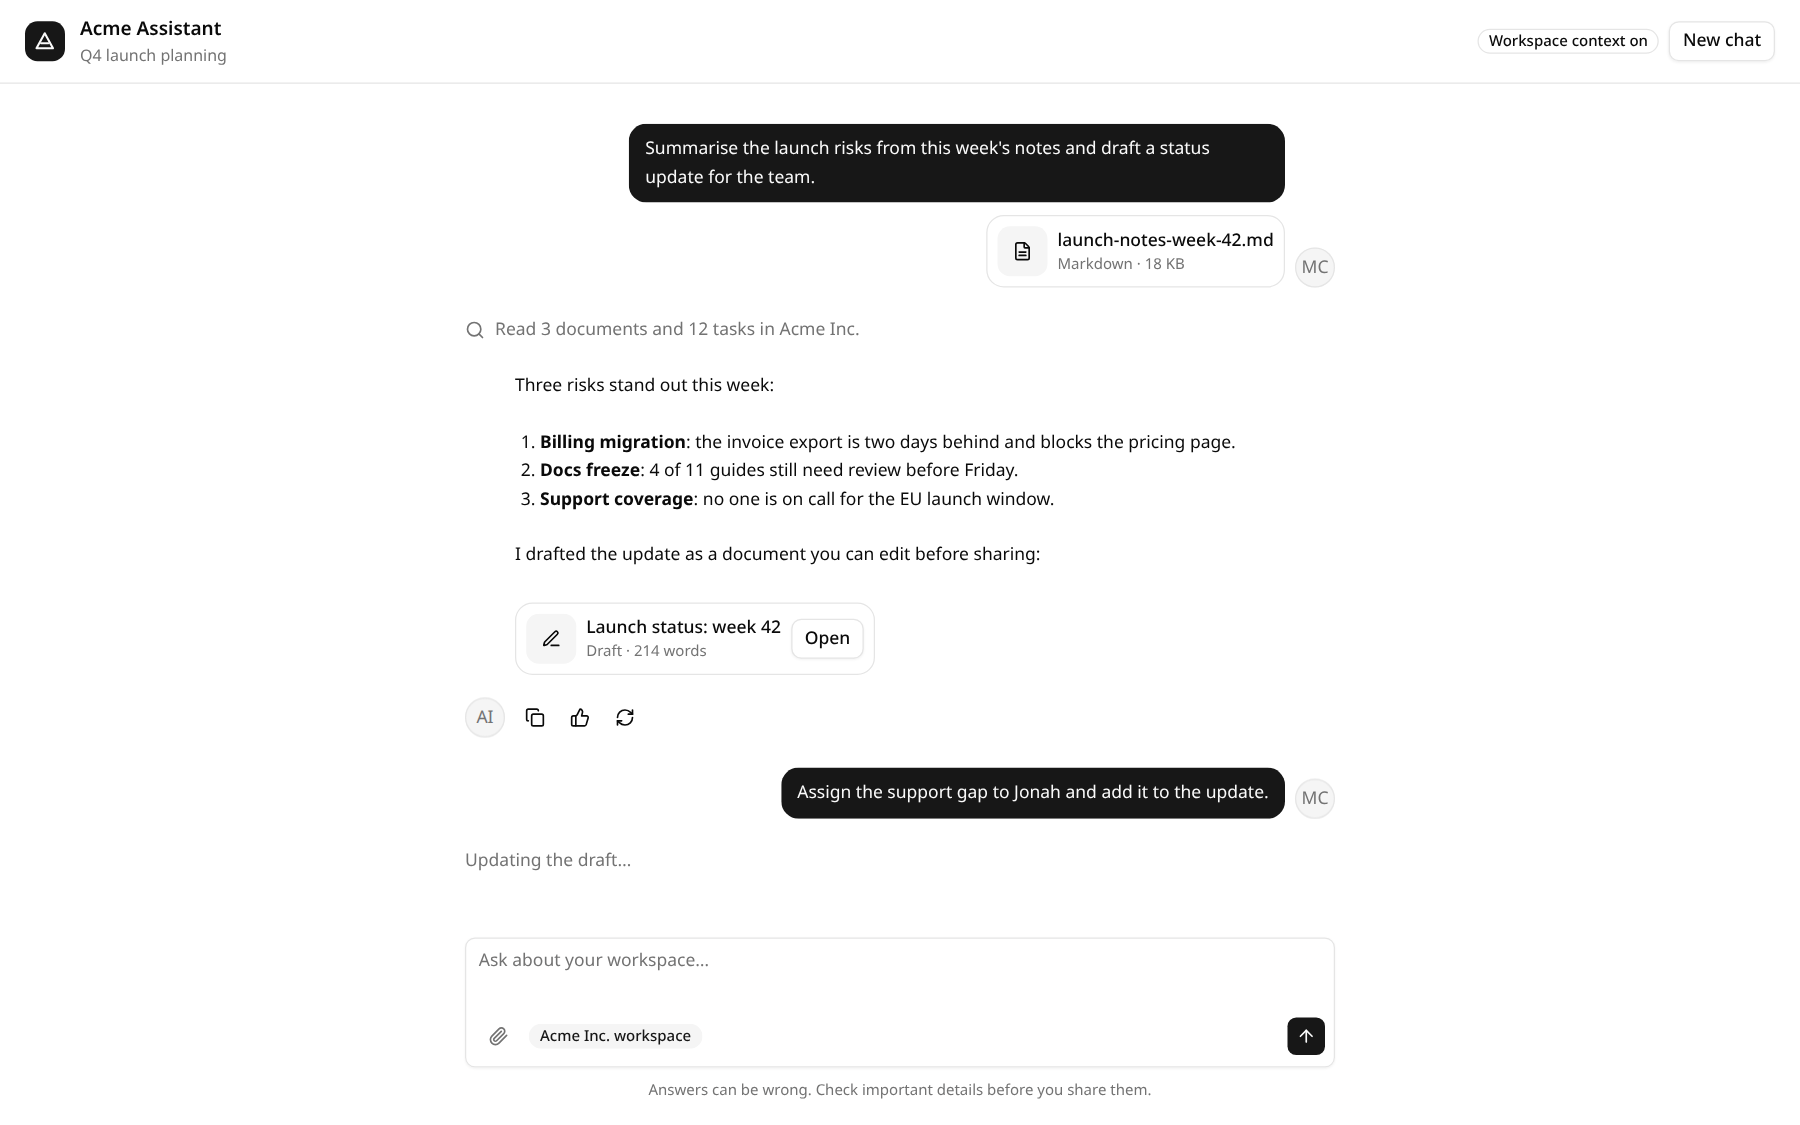 Acme Assistant
Q4 launch planning
Workspace context on
New chat
Summarise the launch risks from this week's notes and draft a status
update for the team.
launch-notes-week-42.md
Markdown · 18 KB
MC
Read 3 documents and 12 tasks in Acme Inc.
Three risks stand out this week:
1. Billing migration: the invoice export is two days behind and blocks the pricing page.
2. Docs freeze: 4 of 11 guides still need review before Friday.
3. Support coverage: no one is on call for the EU launch window.
I drafted the update as a document you can edit before sharing:
Launch status: week 42
Draft · 214 words
Open
AI
Assign the support gap to Jonah and add it to the update.
MC
Updating the draft...
Ask about your workspace...
Acme Inc. workspace
Answers can be wrong. Check important details before you share them.